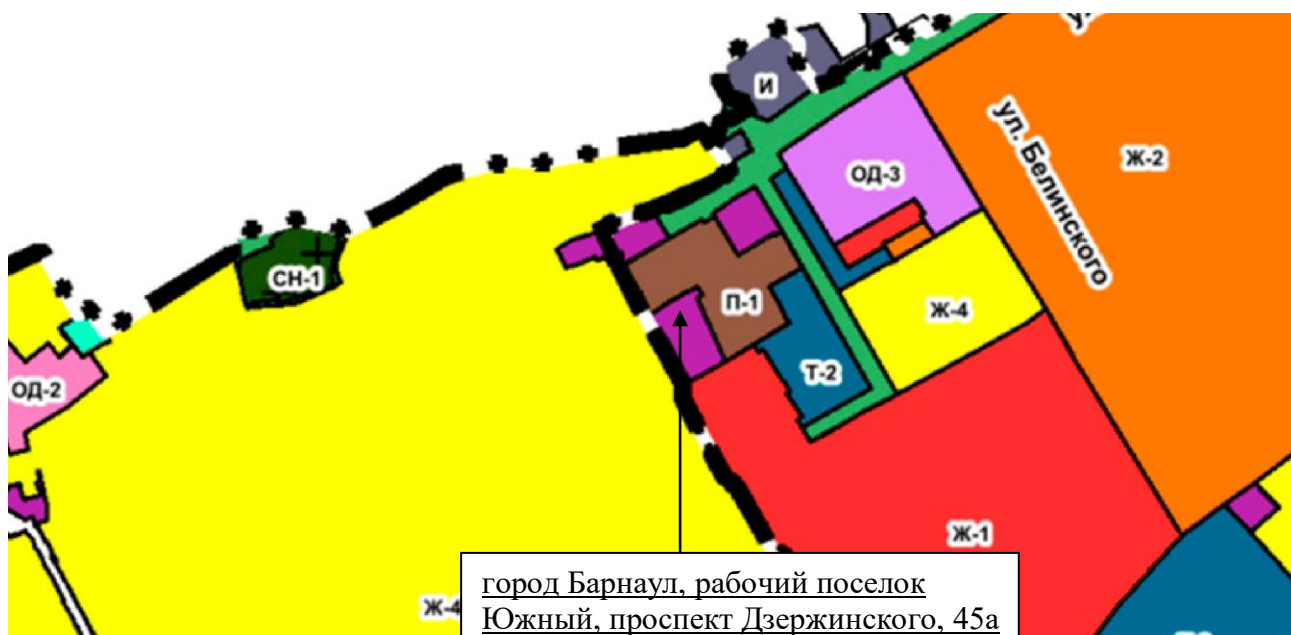 И
ул. Белинского
Ж-2
ОД-3
СН-1
П-1
Ж-4
Т-2
ОД-2
Ж-1
Ж-4
город Барнаул, рабочий поселок
Южный, проспект Дзержинского, 45а